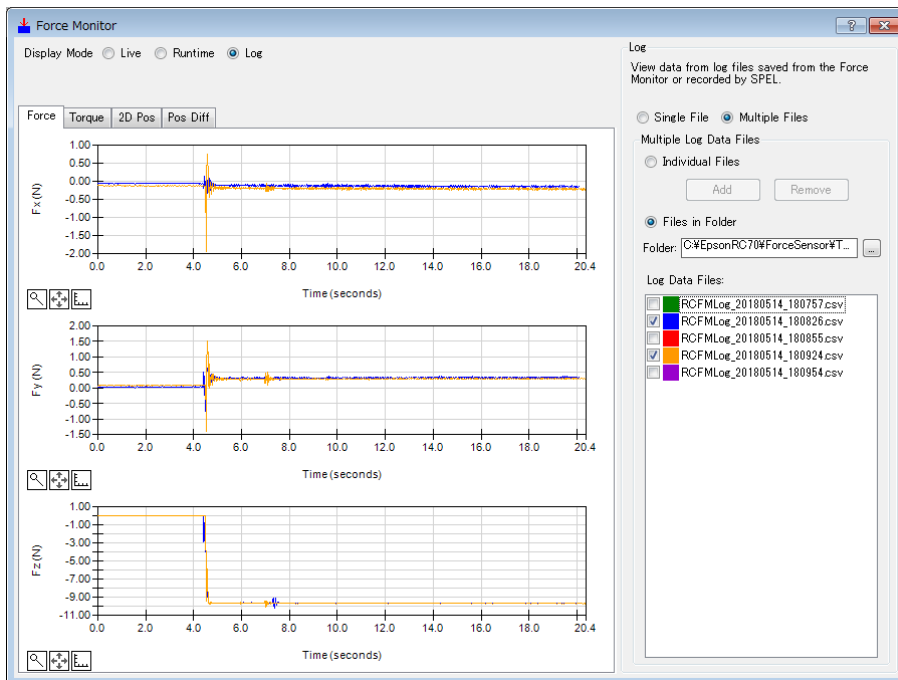 Force Monitor
Display Mode Live Runtime Log
Force Torque 2D Pos Pos Diff
Fx (N)
1.00
0.50
0.00
-0.50
-1.00
-1.50
-2.00
0.0 2.0 4.0 6.0 8.0 10.0 12.0 14.0 16.0 18.0 20.4
Time (seconds)
Fy (N)
2.00
1.50
1.00
0.50
0.00
-0.50
-1.00
-1.50
0.0 2.0 4.0 6.0 8.0 10.0 12.0 14.0 16.0 18.0 20.4
Time (seconds)
Fz (N)
1.00
-1.00
-3.00
-5.00
-7.00
-9.00
-11.00
0.0 2.0 4.0 6.0 8.0 10.0 12.0 14.0 16.0 18.0 20.4
Time (seconds)
Log
View data from log files saved from the Force
Monitor or recorded by SPEL.
Single File Multiple Files
Multiple Log Data Files
Individual Files
Add Remove
Files in Folder
Folder: C:¥EpsonRC70¥ForceSensor¥T... ...
Log Data Files:
RCFMLog_20180514_180757.csv
RCFMLog_20180514_180826.csv
RCFMLog_20180514_180855.csv
RCFMLog_20180514_180924.csv
RCFMLog_20180514_180954.csv